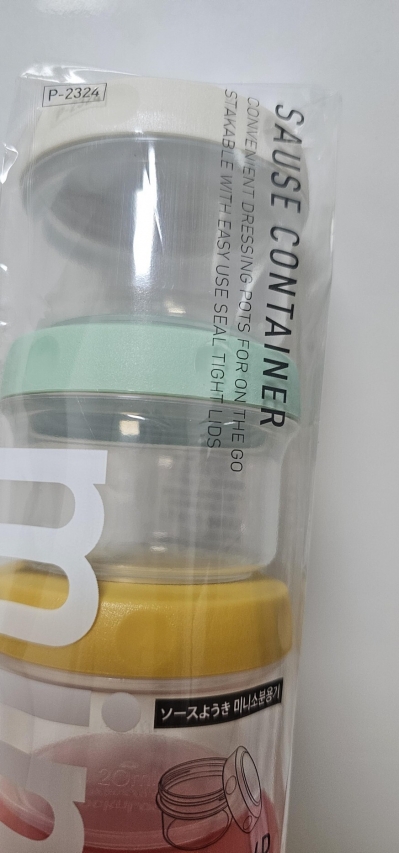 P-2324
SAUSE CONTAINER
CONVENIENT DRESSING POTS FOR ON THE GO
STAKABLE WITH EASY USE SEAL TIGHT LIDS
ソースようき 미니소분용기